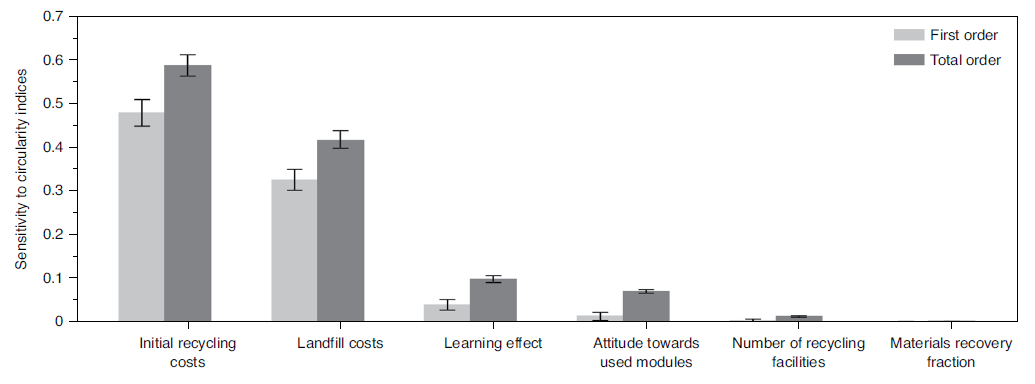 0.7
0.6
0.5
0.4
0.3
0.2
0.1
0
Sensitivity to circularity indices
First order
Total order
Initial recycling
costs
Landfill costs
Learning effect
Attitude towards
used modules
Number of recycling
facilities
Materials recovery
fraction